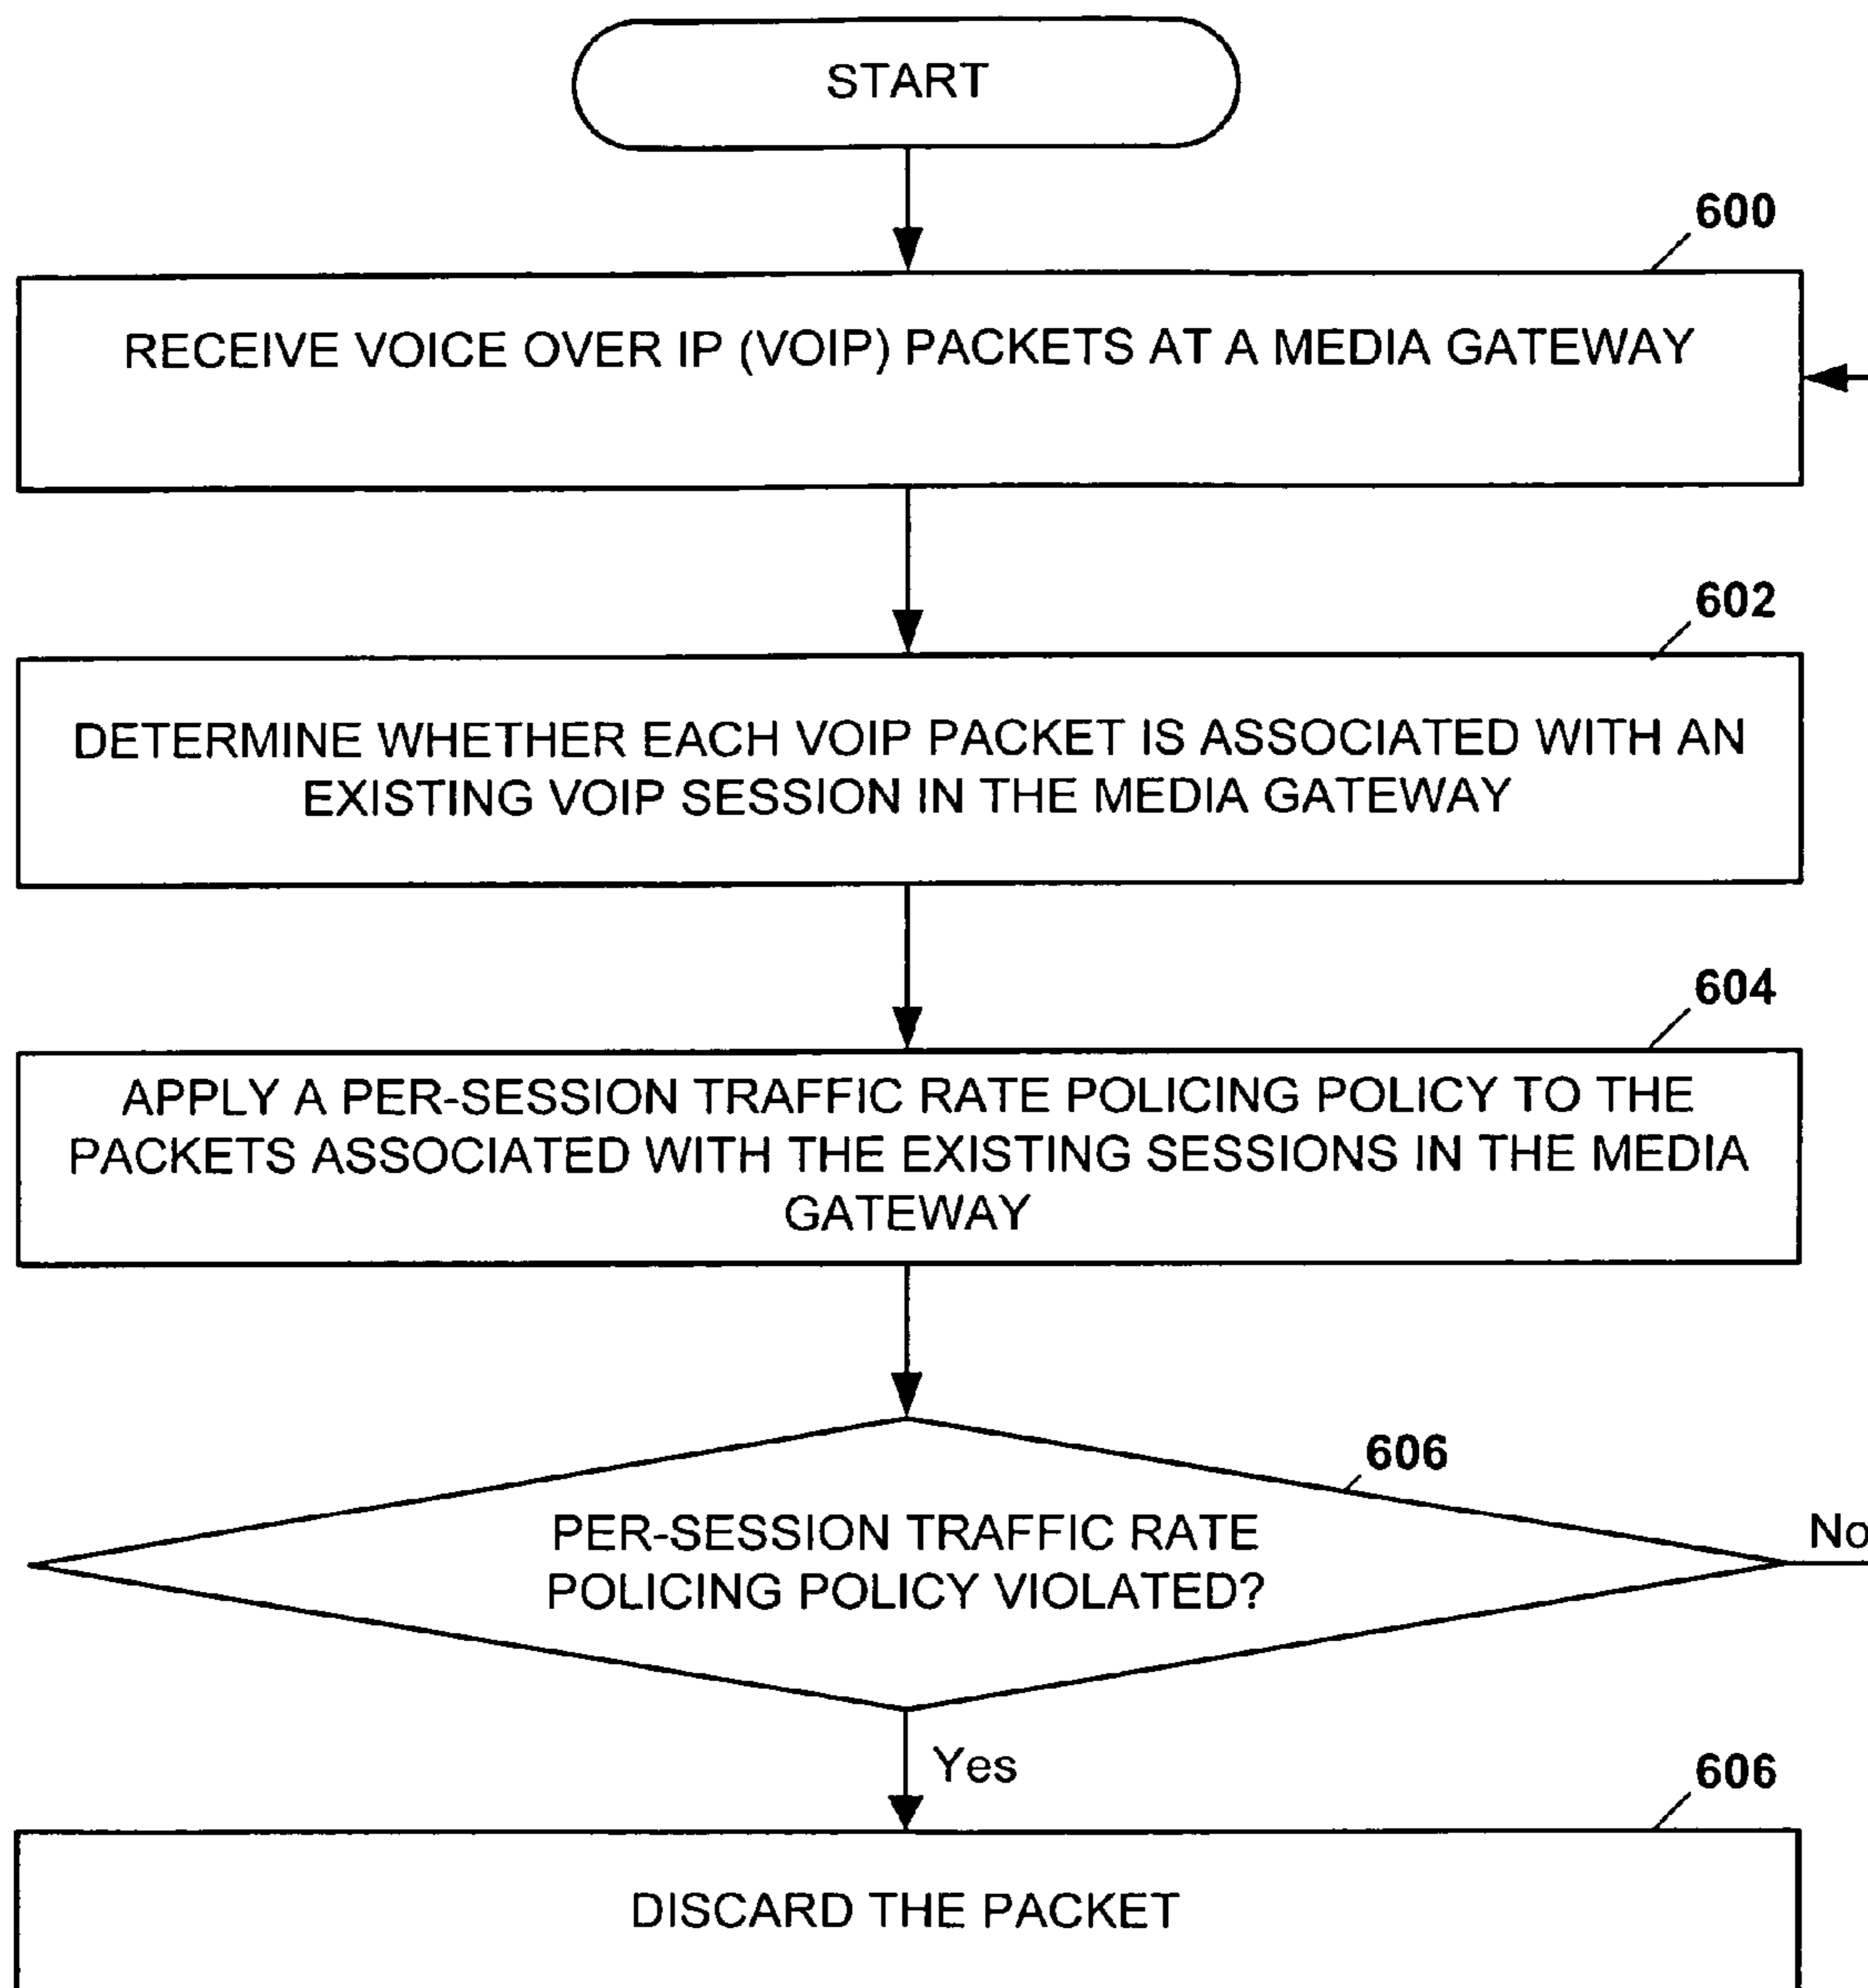 START
600
RECEIVE VOICE OVER IP (VOIP) PACKETS AT A MEDIA GATEWAY
602
DETERMINE WHETHER EACH VOIP PACKET IS ASSOCIATED WITH AN
EXISTING VOIP SESSION IN THE MEDIA GATEWAY
604
APPLY A PER-SESSION TRAFFIC RATE POLICING POLICY TO THE
PACKETS ASSOCIATED WITH THE EXISTING SESSIONS IN THE MEDIA
GATEWAY
606
PER-SESSION TRAFFIC RATE
POLICING POLICY VIOLATED?
No
Yes
606
DISCARD THE PACKET